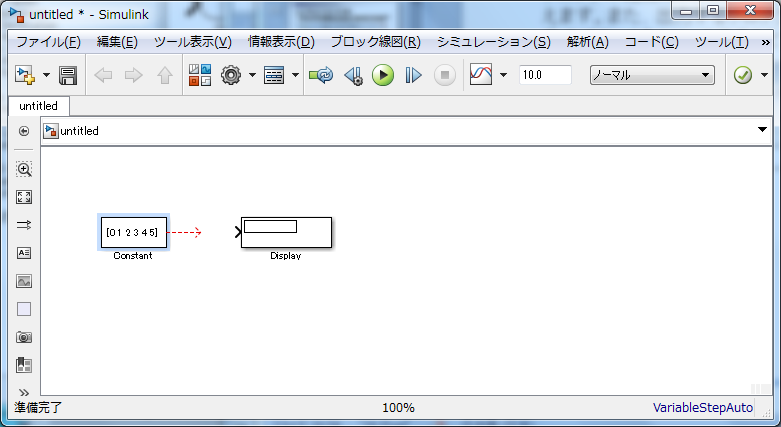 untitled * - Simulink
ファイル(F) 編集(E) ツール表示(V) 情報表示(D) ブロック線図(R) シミュレーション(S) 解析(A) コード(C) ツール(T) »
10.0 ノーマル
untitled
untitled
[0 1 2 3 4 5]
Constant Display
準備完了 100% VariableStepAuto